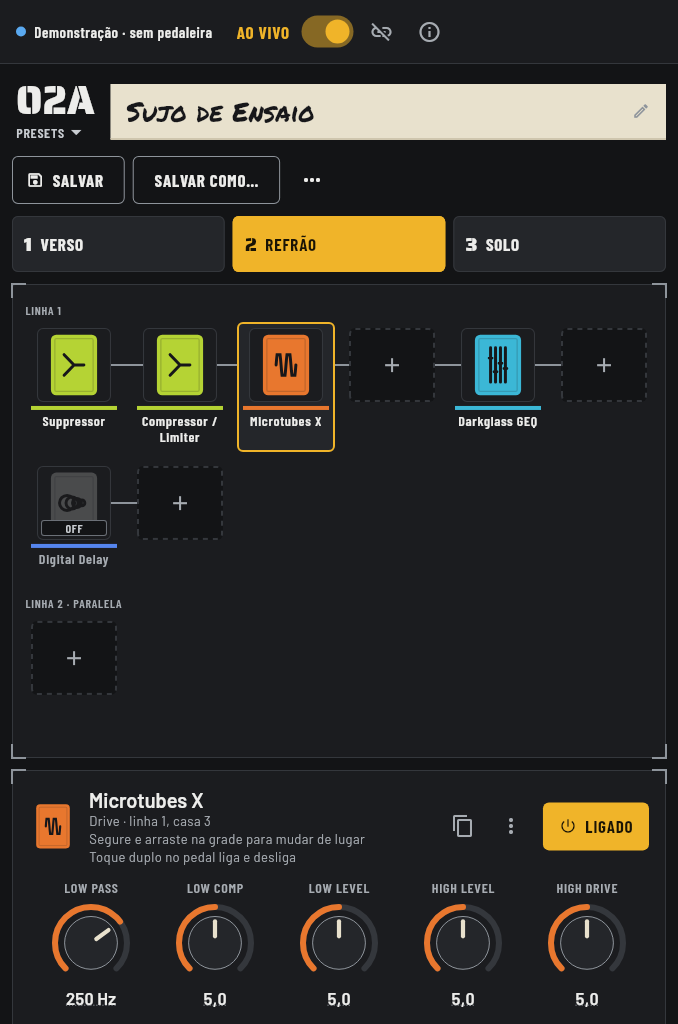 Demonstração · sem pedaleira
AO VIVO
02A
Sujo de Ensaio
PRESETS
SALVAR
SALVAR COMO...
1 VERSO
2 REFRÃO
3 SOLO
LINHA 1
Suppressor
Compressor /
Limiter
Microtubes X
Darkglass GEQ
OFF
Digital Delay
LINHA 2 · PARALELA
Microtubes X
Drive · linha 1, casa 3
Segure e arraste na grade para mudar de lugar
Toque duplo no pedal liga e desliga
LIGADO
LOW PASS
LOW COMP
LOW LEVEL
HIGH LEVEL
HIGH DRIVE
250 Hz
5,0
5,0
5,0
5,0